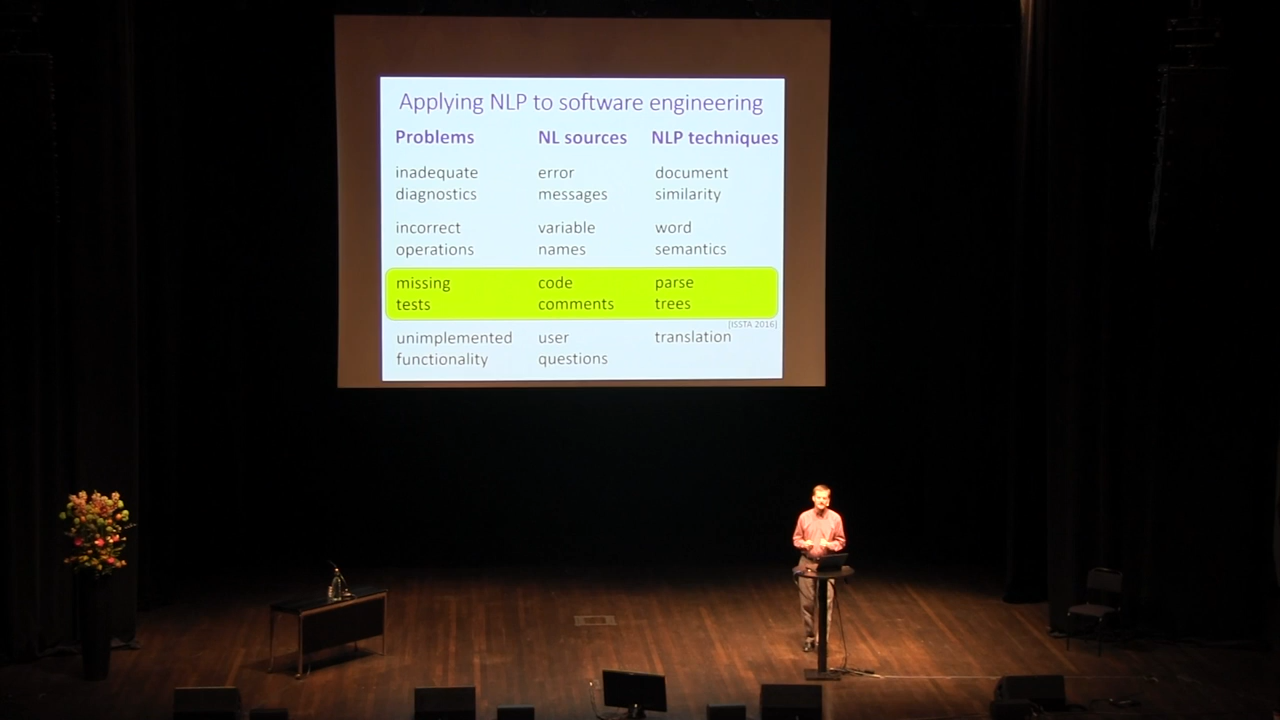 Applying NLP to software engineering
Problems NL sources NLP techniques
inadequate error document
diagnostics messages similarity
incorrect variable word
operations names semantics
missing code parse
tests comments trees
[ISSTA 2016]
unimplemented user translation
functionality questions